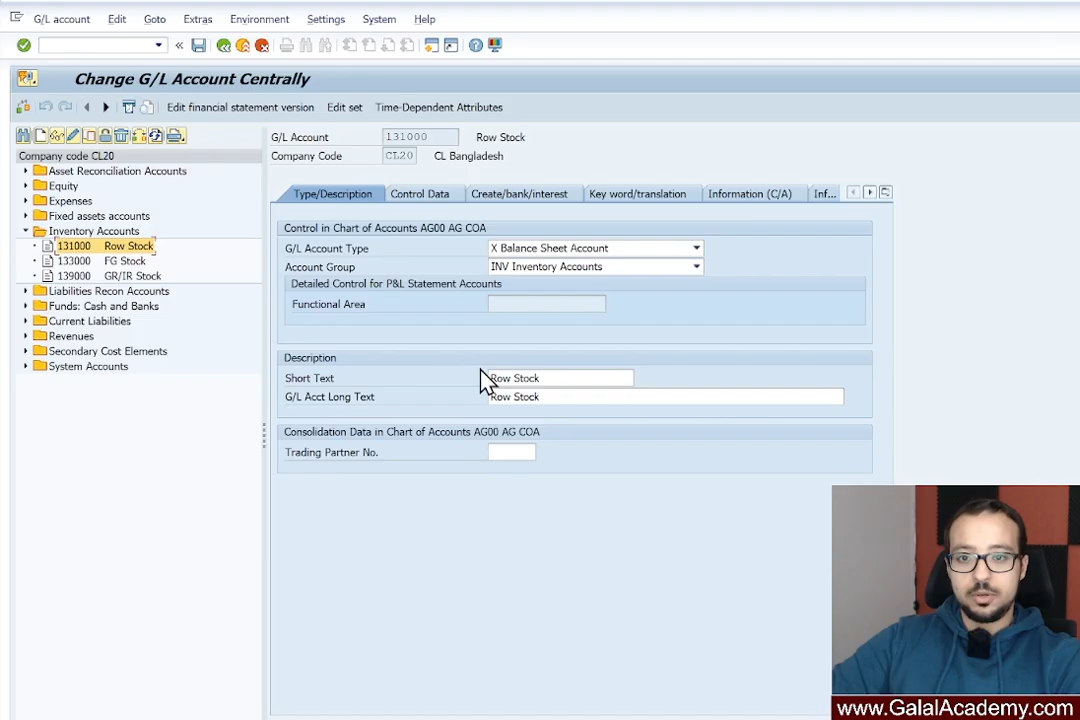 G/L account Edit Goto Extras Environment Settings System Help
Change G/L Account Centrally
Edit financial statement version Edit set Time-Dependent Attributes
G/L Account 131000 Row Stock
Company Code CL20 CL Bangladesh
Company code CL20
Asset Reconciliation Accounts
Equity
Expenses
Fixed assets accounts
Inventory Accounts
131000 Row Stock
133000 FG Stock
139000 GR/IR Stock
Liabilities Recon Accounts
Funds: Cash and Banks
Current Liabilities
Revenues
Secondary Cost Elements
System Accounts
Type/Description Control Data Create/bank/interest Key word/translation Information (C/A) Inf...
Control in Chart of Accounts AG00 AG COA
G/L Account Type X Balance Sheet Account
Account Group INV Inventory Accounts
Detailed Control for P&L Statement Accounts
Functional Area
Description
Short Text Row Stock
G/L Acct Long Text Row Stock
Consolidation Data in Chart of Accounts AG00 AG COA
Trading Partner No.
www.GalalAcademy.com